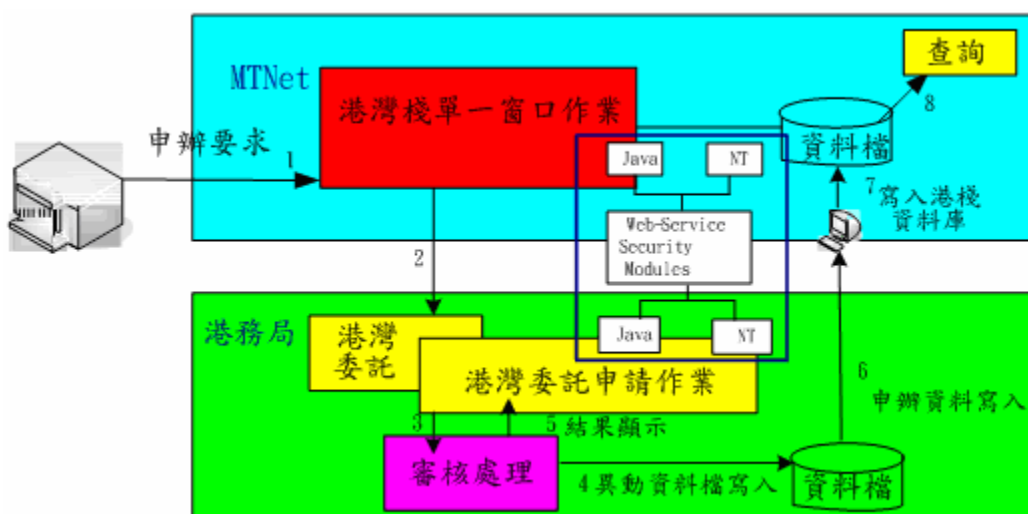 MTNet
港灣棧單一窗口作業
查詢
8
申辦要求
1
資料檔
Java
NT
7 寫入港棧
資料庫
Web-Service
Security
Modules
2
港務局
港灣
委託
Java
NT
港灣委託申請作業
6
申辦資料寫入
3
5 結果顯示
審核處理
4 異動資料檔寫入
資料檔